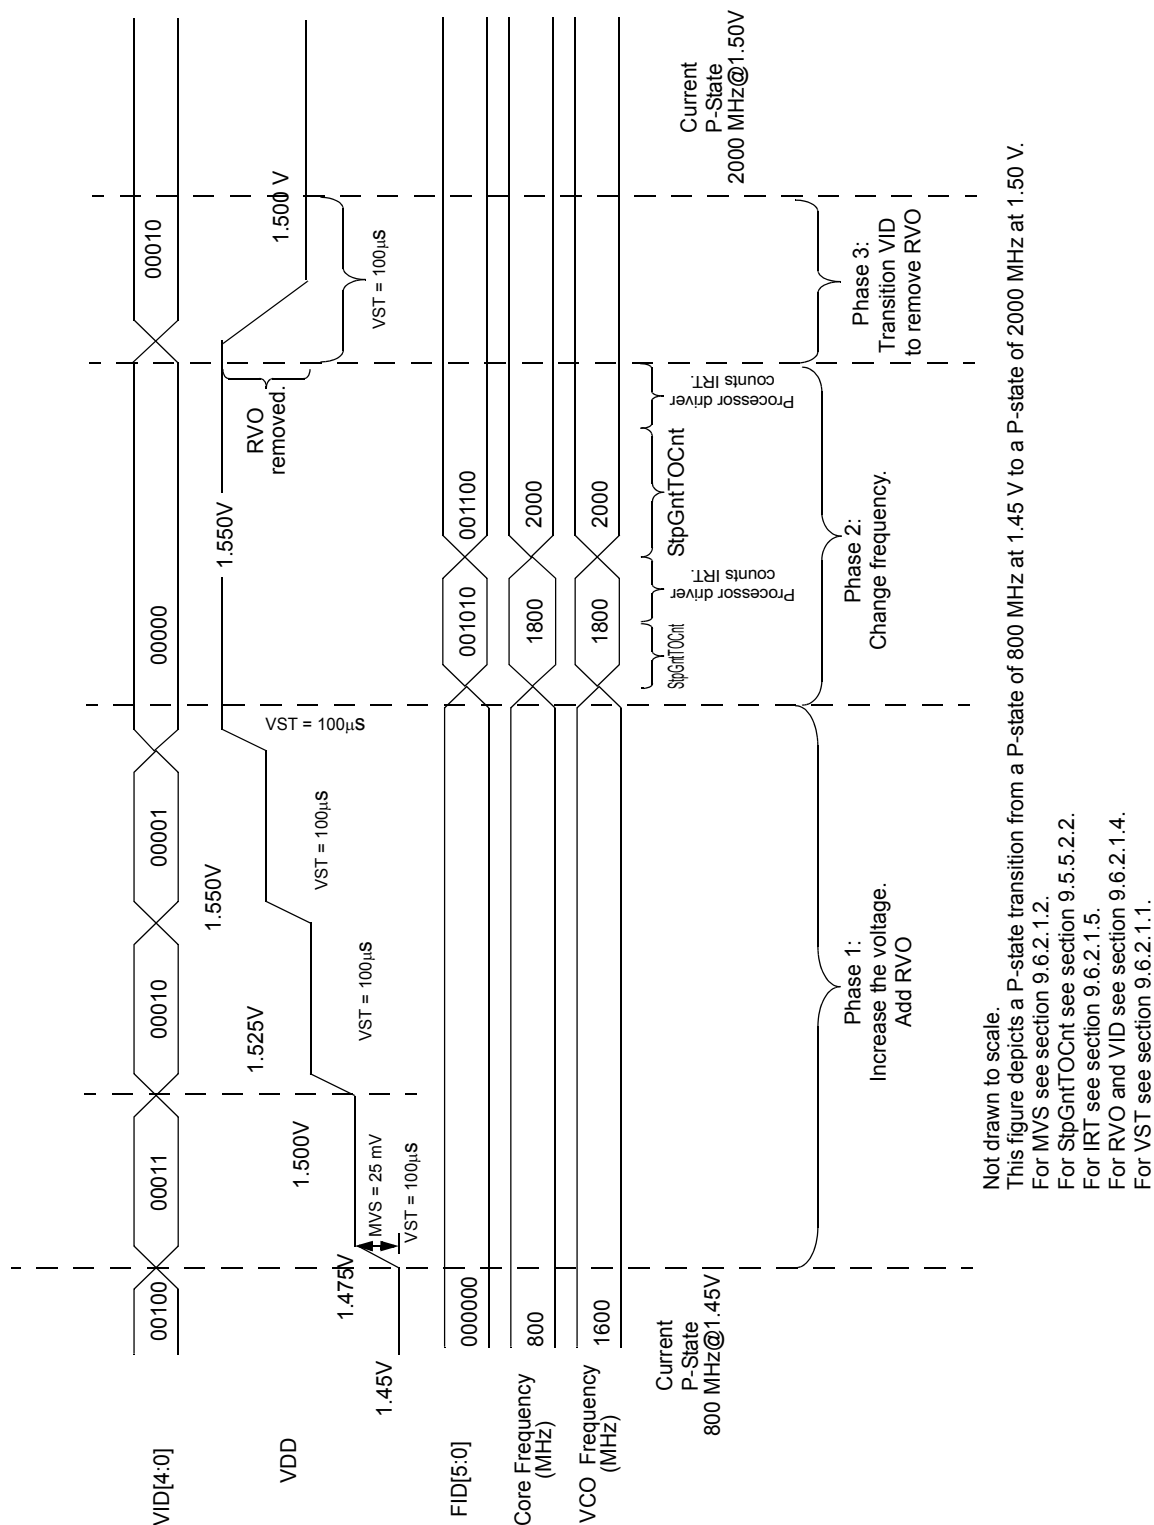 VID[4:0]
00100
00011
00010
00001
00000
00010
VDD
1.45V
1.475V
MVS = 25 mV
VST = 100µs
1.500V
VST = 100µs
1.525V
VST = 100µs
1.550V
VST = 100µs
1.550V
RVO
removed.
1.500 V
VST = 100µs
FID[5:0]
000000
001010
001100
Core Frequency
(MHz)
800
1800
2000
VCO Frequency
(MHz)
1600
1800
2000
StpGntTOCnt
Processor driver
counts IRT.
StpGntTOCnt
Processor driver
counts IRT.
Current
P-State
800 MHz@1.45V
Current
P-State
2000 MHz@1.50V
Phase 1:
Increase the voltage.
Add RVO
Phase 2:
Change frequency.
Phase 3:
Transition VID
to remove RVO
Not drawn to scale.
This figure depicts a P-state transition from a P-state of 800 MHz at 1.45 V to a P-state of 2000 MHz at 1.50 V.
For MVS see section 9.6.2.1.2.
For StpGntTOCnt see section 9.5.5.2.2.
For IRT see section 9.6.2.1.5.
For RVO and VID see section 9.6.2.1.4.
For VST see section 9.6.2.1.1.